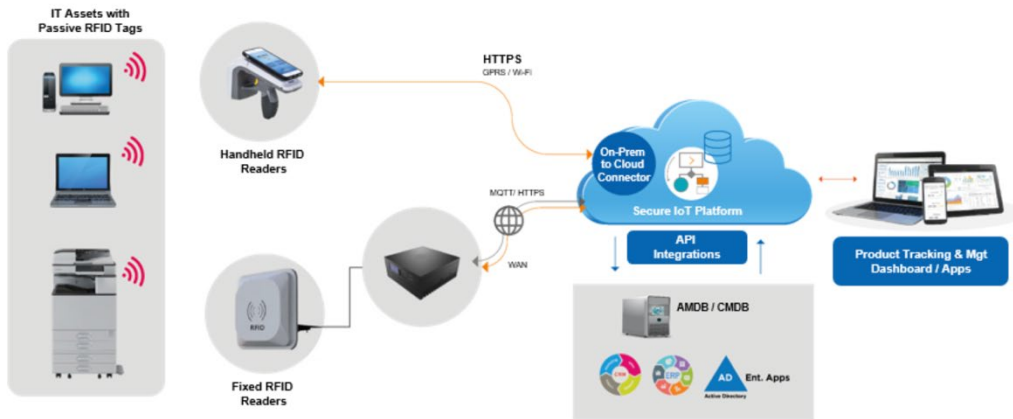 IT Assets with
Passive RFID Tags
Handheld RFID
Readers
RFID
Fixed RFID
Readers
HTTPS
GPRS / Wi-Fi
MQTT/ HTTPS
WAN
On-Prem
to Cloud
Connector
Secure IoT Platform
API
Integrations
AMDB / CMDB
CRM
ERP
AD
Active Directory
Ent. Apps
Product Tracking & Mgt
Dashboard / Apps